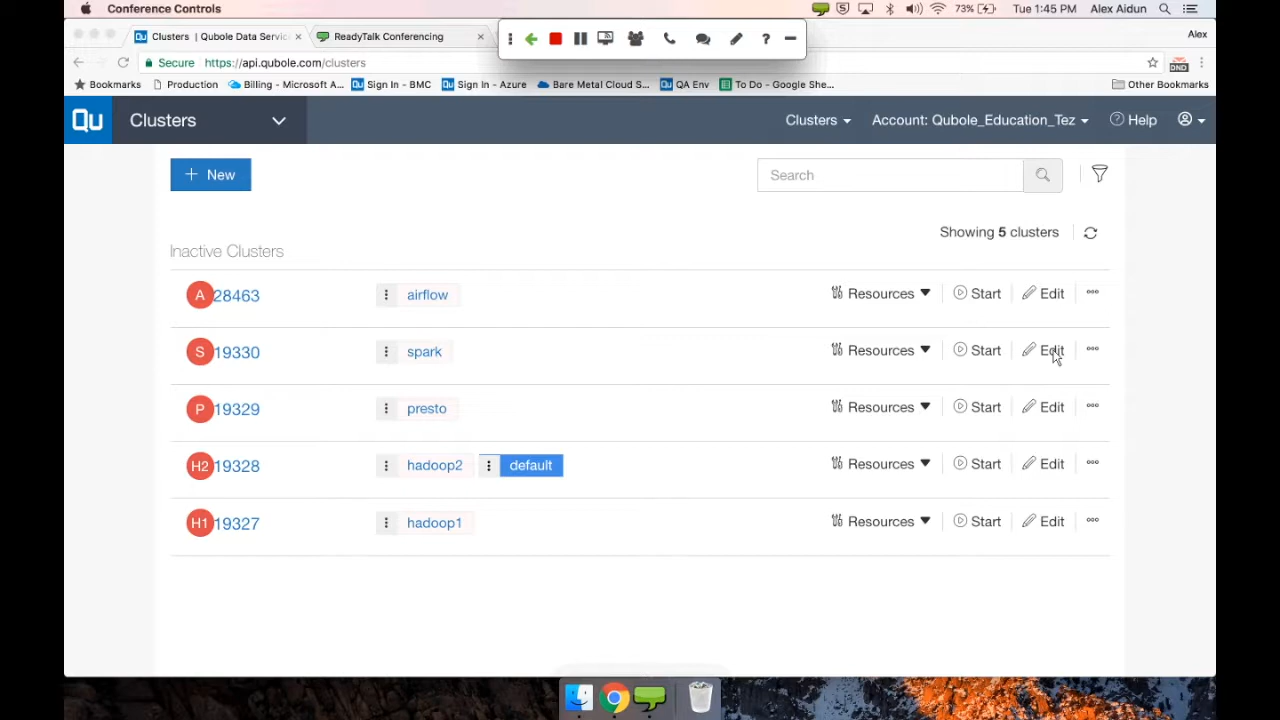 Conference Controls
73%
Tue 1:45 PM
Alex Aidun
Clusters | Qubole Data Servic
ReadyTalk Conferencing
Alex
Secure
https://api.qubole.com/clusters
DND
Bookmarks
Production
Billing - Microsoft A...
Sign In - BMC
Sign In - Azure
Bare Metal Cloud S...
QA Env
To Do - Google She...
Other Bookmarks
Qu
Clusters
Clusters
Account: Qubole_Education_Tez
Help
New
Search
Showing 5 clusters
Inactive Clusters
A 28463 airflow Resources Start Edit
S 19330 spark Resources Start Edit
P 19329 presto Resources Start Edit
H2 19328 hadoop2 default Resources Start Edit
H1 19327 hadoop1 Resources Start Edit